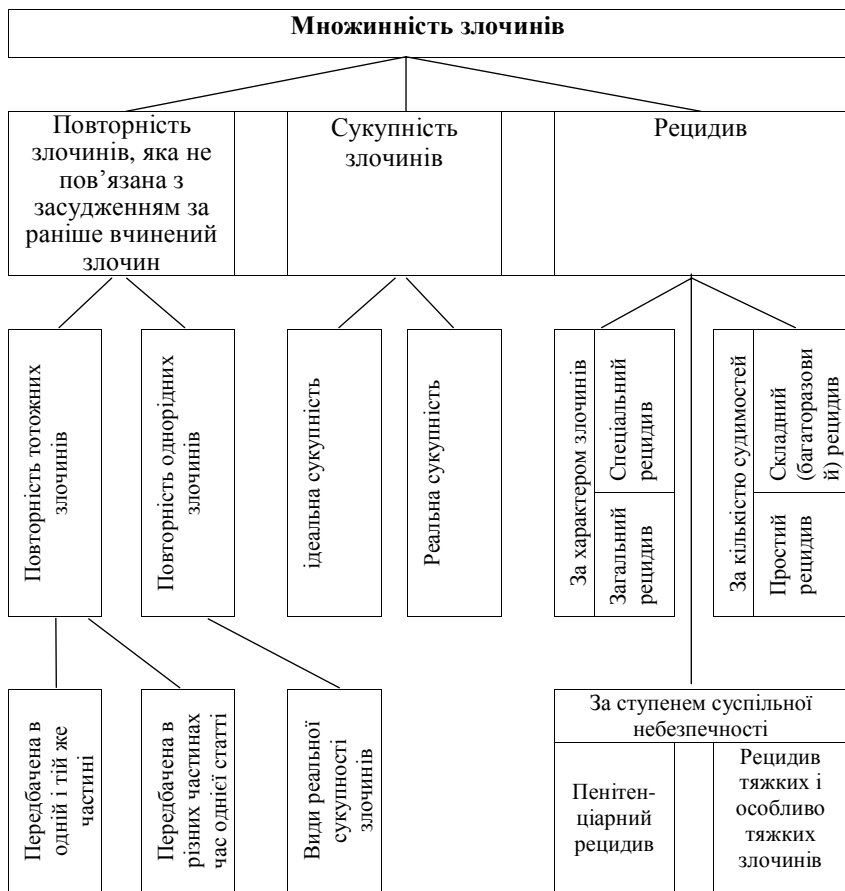 Множинність злочинів
Повторність
злочинів, яка не
пов’язана з
засудженням за
раніше вчинений
злочин
Сукупність
злочинів
Рецидив
Повторність тотожних
злочинів
Повторність однорідних
злочинів
ідеальна сукупність
Реальна сукупність
За характером злочинів
Спеціальний
рецидив
Загальний
рецидив
За кількістю судимостей
Складний
(багаторазови
й) рецидив
Простий
рецидив
Передбачена в
одній і тій же
частині
Передбачена в
різних частинах
час однієї статті
Види реальної
сукупності
злочинів
За ступенем суспільної
небезпечності
Пенітен-
ціарний
рецидив
Рецидив
тяжких і
особливо
тяжких
злочинів